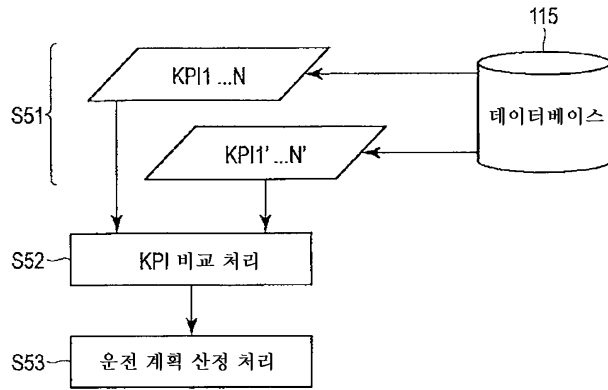 115
KPI1 ...N
데이터베이스
S51
KPI1' ...N'
S52
KPI 비교 처리
S53
운전 계획 산정 처리